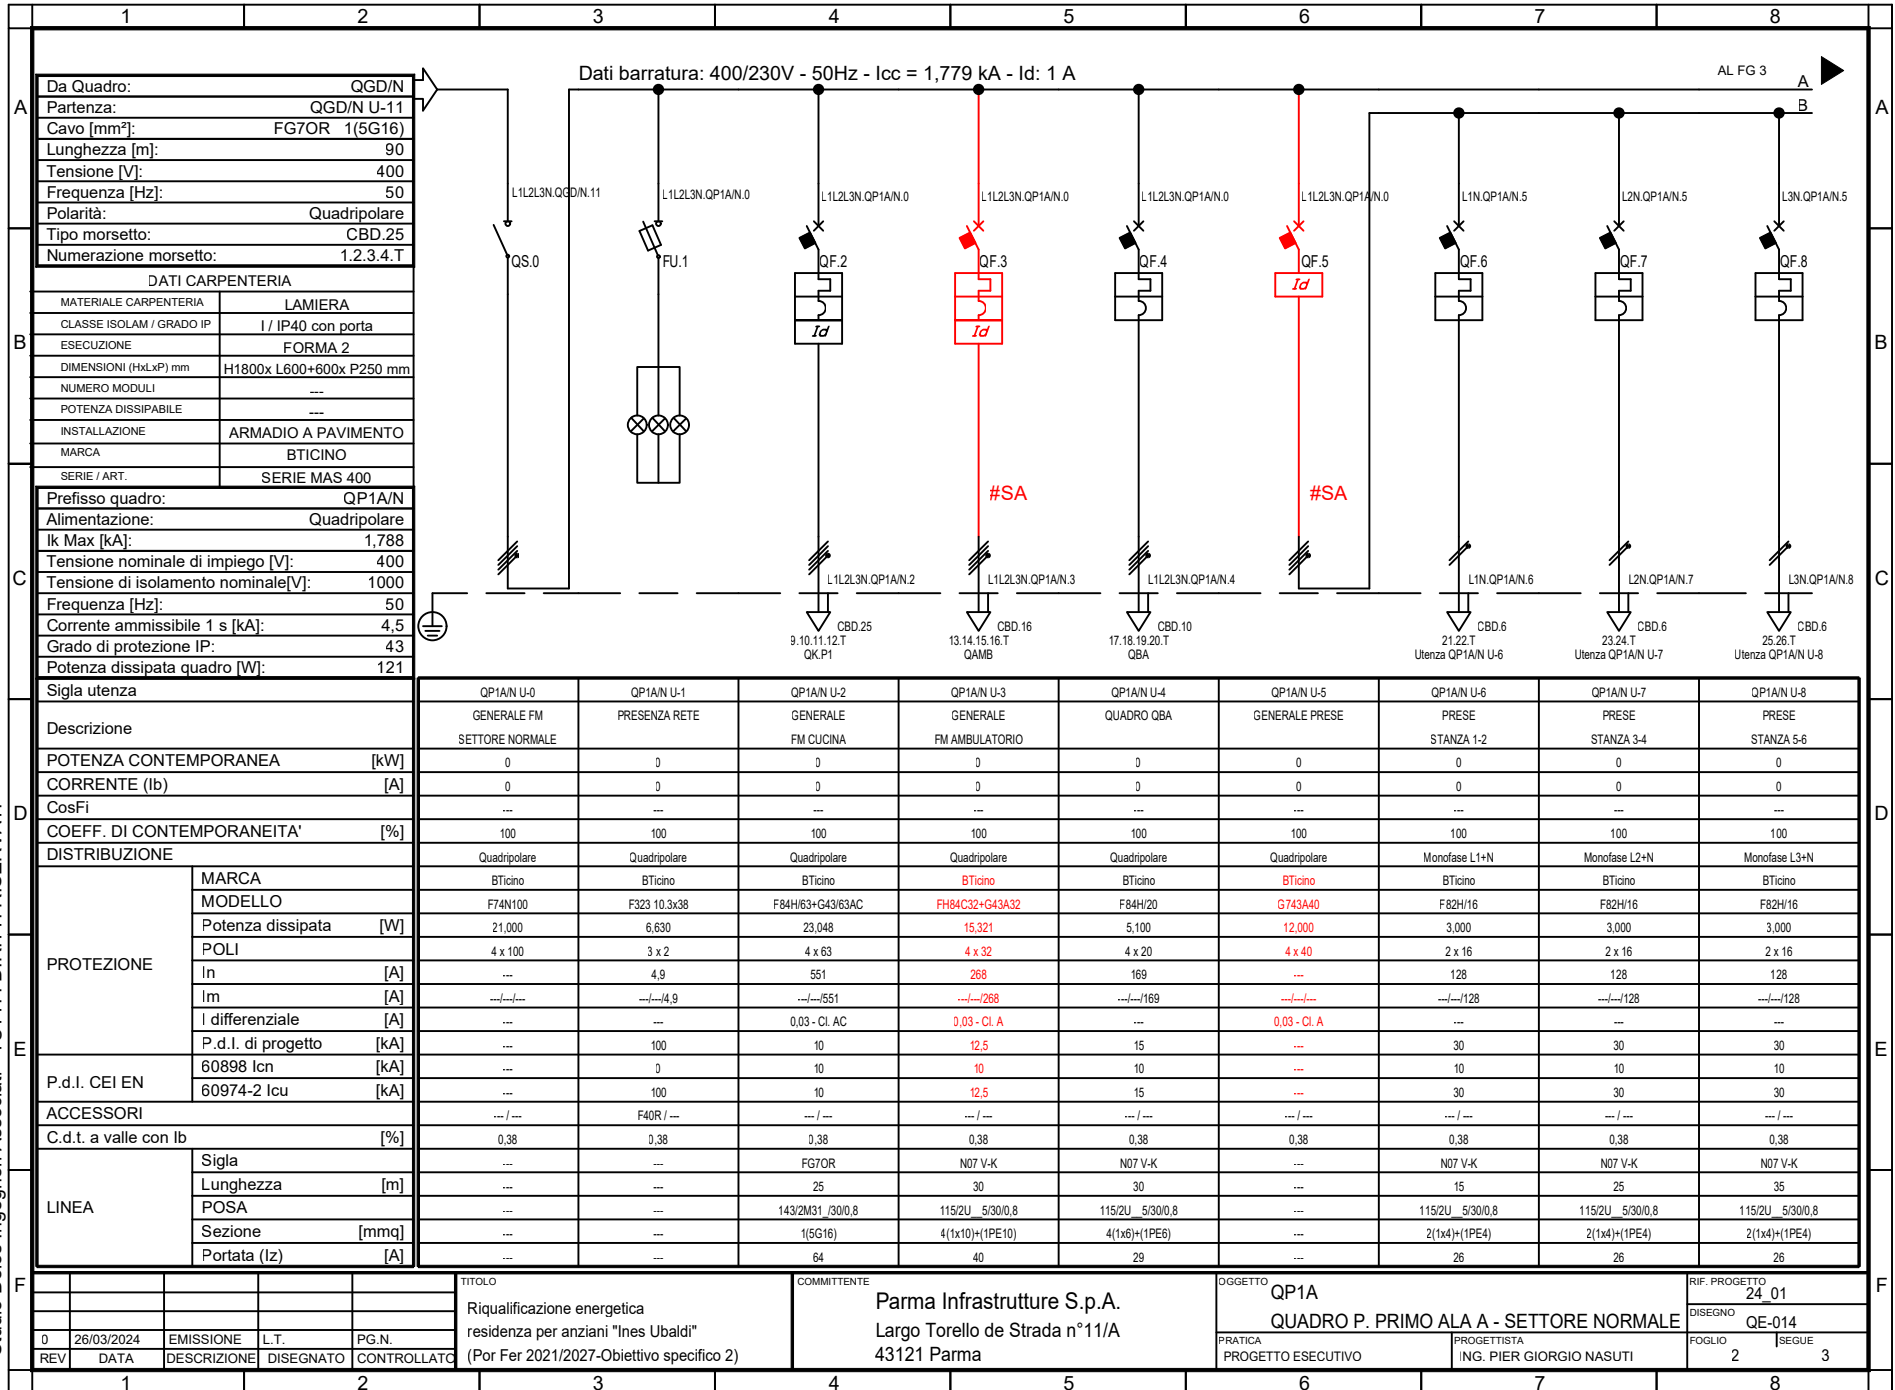 1 2 3 4 5 6 7 8
Dati barratura: 400/230V - 50Hz - Icc = 1,779 kA - Id: 1 A
AL FG 3
A
B
Da Quadro: QGD/N
Partenza: QGD/N U-11
Cavo [mm²]: FG7OR 1(5G16)
Lunghezza [m]: 90
Tensione [V]: 400
Frequenza [Hz]: 50
Polarità: Quadripolare
Tipo morsetto: CBD.25
Numerazione morsetto: 1.2.3.4.T
DATI CARPENTERIA
MATERIALE CARPENTERIA LAMIERA
CLASSE ISOLAM / GRADO IP I / IP40 con porta
ESECUZIONE FORMA 2
DIMENSIONI (HxLxP) mm H1800x L600+600x P250 mm
NUMERO MODULI ---
POTENZA DISSIPABILE ---
INSTALLAZIONE ARMADIO A PAVIMENTO
MARCA BTICINO
SERIE / ART. SERIE MAS 400
Prefisso quadro: QP1A/N
Alimentazione: Quadripolare
Ik Max [kA]: 1,788
Tensione nominale di impiego [V]: 400
Tensione di isolamento nominale[V]: 1000
Frequenza [Hz]: 50
Corrente ammissibile 1 s [kA]: 4,5
Grado di protezione IP: 43
Potenza dissipata quadro [W]: 121
L1L2L3N.QGD/N.11 L1L2L3N.QP1A/N.0 L1L2L3N.QP1A/N.0 L1L2L3N.QP1A/N.0 L1L2L3N.QP1A/N.0 L1L2L3N.QP1A/N.0 L1N.QP1A/N.5 L2N.QP1A/N.5 L3N.QP1A/N.5
QS.0 FU.1 QF.2 QF.3 QF.4 QF.5 QF.6 QF.7 QF.8
Id Id Id
#SA #SA
L1L2L3N.QP1A/N.2 L1L2L3N.QP1A/N.3 L1L2L3N.QP1A/N.4 L1N.QP1A/N.6 L2N.QP1A/N.7 L3N.QP1A/N.8
CBD.25 CBD.16 CBD.10 CBD.6 CBD.6 CBD.6
9.10.11.12.T 13.14.15.16.T 17.18.19.20.T 21.22.T 23.24.T 25.26.T
QK.P1 QAMB QBA Utenza QP1A/N U-6 Utenza QP1A/N U-7 Utenza QP1A/N U-8
Sigla utenza QP1A/N U-0 QP1A/N U-1 QP1A/N U-2 QP1A/N U-3 QP1A/N U-4 QP1A/N U-5 QP1A/N U-6 QP1A/N U-7 QP1A/N U-8
Descrizione GENERALE FM PRESENZA RETE GENERALE GENERALE QUADRO QBA GENERALE PRESE PRESE PRESE PRESE
SETTORE NORMALE FM CUCINA FM AMBULATORIO STANZA 1-2 STANZA 3-4 STANZA 5-6
POTENZA CONTEMPORANEA [kW] 0 0 0 0 0 0 0 0 0
CORRENTE (Ib) [A] 0 0 0 0 0 0 0 0 0
CosFi --- --- --- --- --- --- --- --- ---
COEFF. DI CONTEMPORANEITA' [%] 100 100 100 100 100 100 100 100 100
DISTRIBUZIONE Quadripolare Quadripolare Quadripolare Quadripolare Quadripolare Quadripolare Monofase L1+N Monofase L2+N Monofase L3+N
PROTEZIONE
MARCA BTicino BTicino BTicino BTicino BTicino BTicino BTicino BTicino BTicino
MODELLO F74N100 F323 10.3x38 F84H/63+G43/63AC FH84C32+G43A32 F84H/20 G743A40 F82H/16 F82H/16 F82H/16
Potenza dissipata [W] 21,000 6,630 23,048 15,321 5,100 12,000 3,000 3,000 3,000
POLI 4 x 100 3 x 2 4 x 63 4 x 32 4 x 20 4 x 40 2 x 16 2 x 16 2 x 16
In [A] --- 4,9 551 268 169 --- 128 128 128
Im [A] ---/---/--- ---/---/4,9 ---/---/551 ---/---/268 ---/---/169 ---/---/--- ---/---/128 ---/---/128 ---/---/128
I differenziale [A] --- --- 0,03 - Cl. AC 0,03 - Cl. A --- 0,03 - Cl. A --- --- ---
P.d.I. di progetto [kA] --- 100 10 12,5 15 --- 30 30 30
P.d.I. CEI EN
60898 Icn [kA] --- 0 10 10 10 --- 10 10 10
60974-2 Icu [kA] --- 100 10 12,5 15 --- 30 30 30
ACCESSORI --- / --- F40R / --- --- / --- --- / --- --- / --- --- / --- --- / --- --- / --- --- / ---
C.d.t. a valle con Ib [%] 0,38 0,38 0,38 0,38 0,38 0,38 0,38 0,38 0,38
LINEA
Sigla --- --- FG7OR N07 V-K N07 V-K --- N07 V-K N07 V-K N07 V-K
Lunghezza [m] --- --- 25 30 30 --- 15 25 35
POSA --- --- 143/2M31_/30/0,8 115/2U__5/30/0,8 115/2U__5/30/0,8 --- 115/2U__5/30/0,8 115/2U__5/30/0,8 115/2U__5/30/0,8
Sezione [mmq] --- --- 1(5G16) 4(1x10)+(1PE10) 4(1x6)+(1PE6) --- 2(1x4)+(1PE4) 2(1x4)+(1PE4) 2(1x4)+(1PE4)
Portata (Iz) [A] --- --- 64 40 29 --- 26 26 26
0 26/03/2024 EMISSIONE L.T. PG.N.
REV DATA DESCRIZIONE DISEGNATO CONTROLLATO
TITOLO
Riqualificazione energetica
residenza per anziani "Ines Ubaldi"
(Por Fer 2021/2027-Obiettivo specifico 2)
COMMITTENTE
Parma Infrastrutture S.p.A.
Largo Torello de Strada n°11/A
43121 Parma
OGGETTO
QP1A
QUADRO P. PRIMO ALA A - SETTORE NORMALE
PRATICA
PROGETTO ESECUTIVO
PROGETTISTA
ING. PIER GIORGIO NASUTI
RIF. PROGETTO
24_01
DISEGNO
QE-014
FOGLIO
2
SEGUE
3
A A
B B
C C
D D
E E
F F
1 2 3 4 5 6 7 8